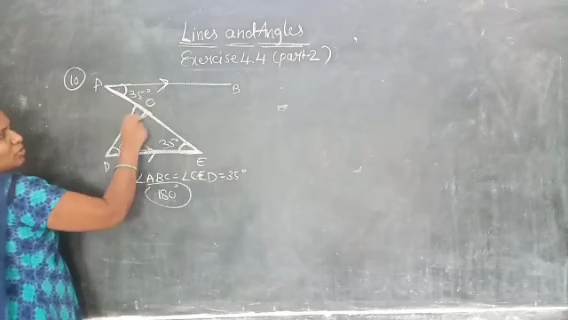 Lines and Angles
Exercise 4.4 (part-2)
10
A
35°
B
C
35°
D
E
∠ABC = ∠CED = 35°
180°